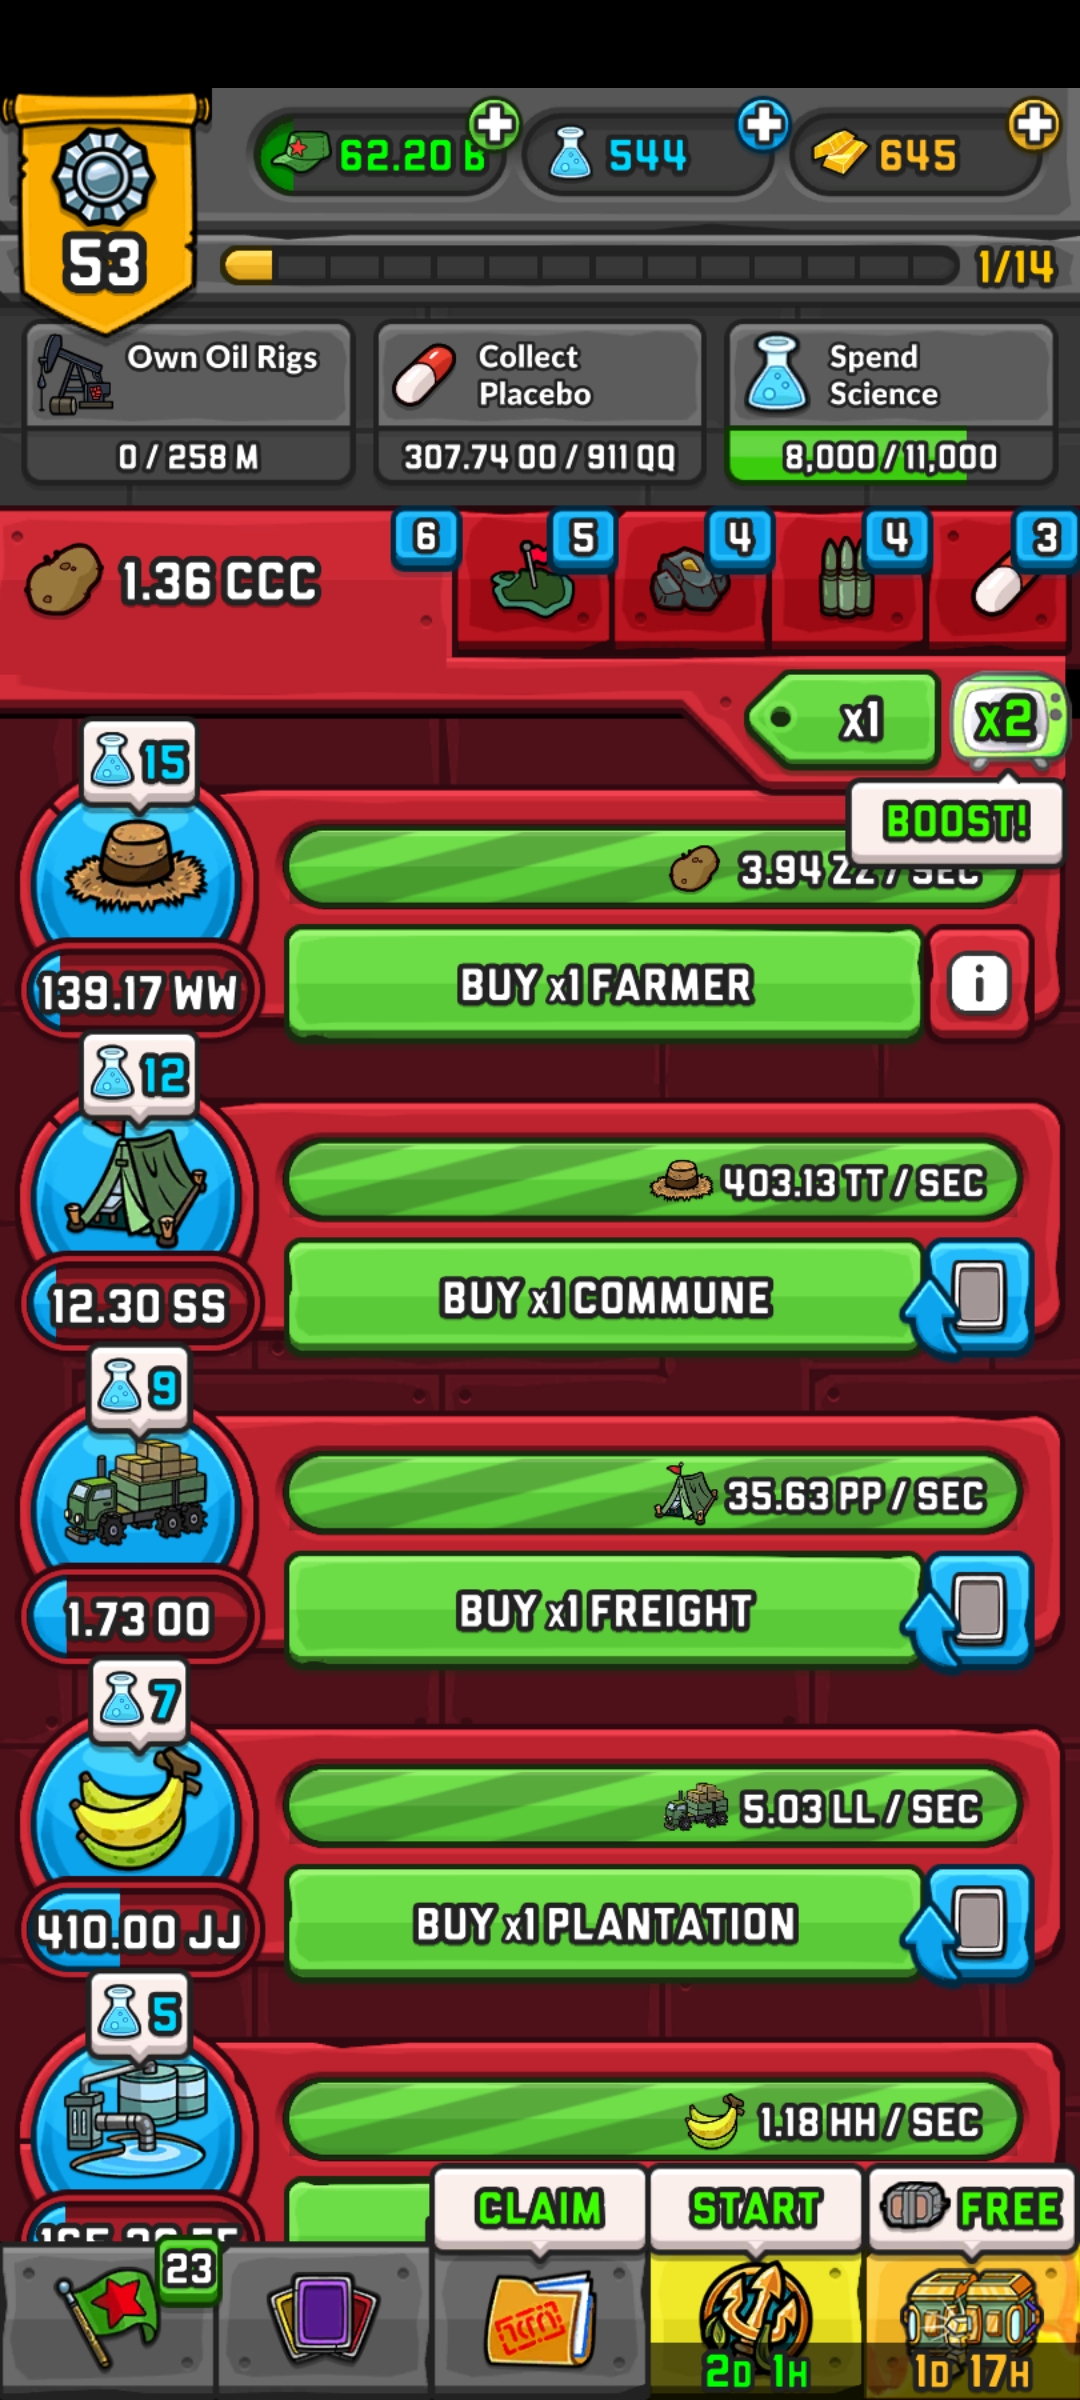 53
62.20 B
544
645
1/14
Own Oil Rigs
0 / 258 M
Collect
Placebo
307.74 OO / 911 QQ
Spend
Science
8,000 / 11,000
1.36 CCC
6
5
4
4
3
x1
x2
BOOST!
15
3.94 ZZ / SEC
139.17 WW
BUY x1 FARMER
i
12
403.13 TT / SEC
12.30 SS
BUY x1 COMMUNE
9
35.63 PP / SEC
1.73 OO
BUY x1 FREIGHT
7
5.03 LL / SEC
410.00 JJ
BUY x1 PLANTATION
5
1.18 HH / SEC
CLAIM
START
FREE
23
2D 1H
1D 17H